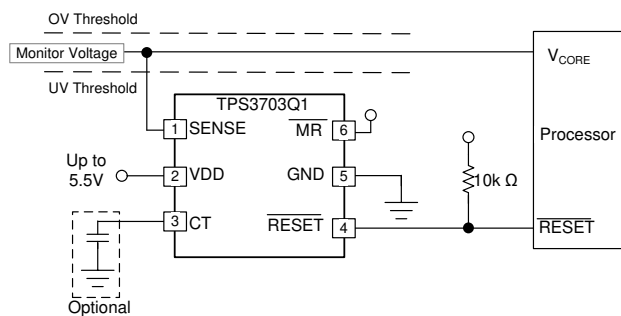 OV Threshold
Monitor Voltage
UV Threshold
TPS3703Q1
1 SENSE
MR 6
Up to
5.5V
2 VDD
GND 5
3 CT
RESET 4
Optional
10k Ω
VCORE
Processor
RESET